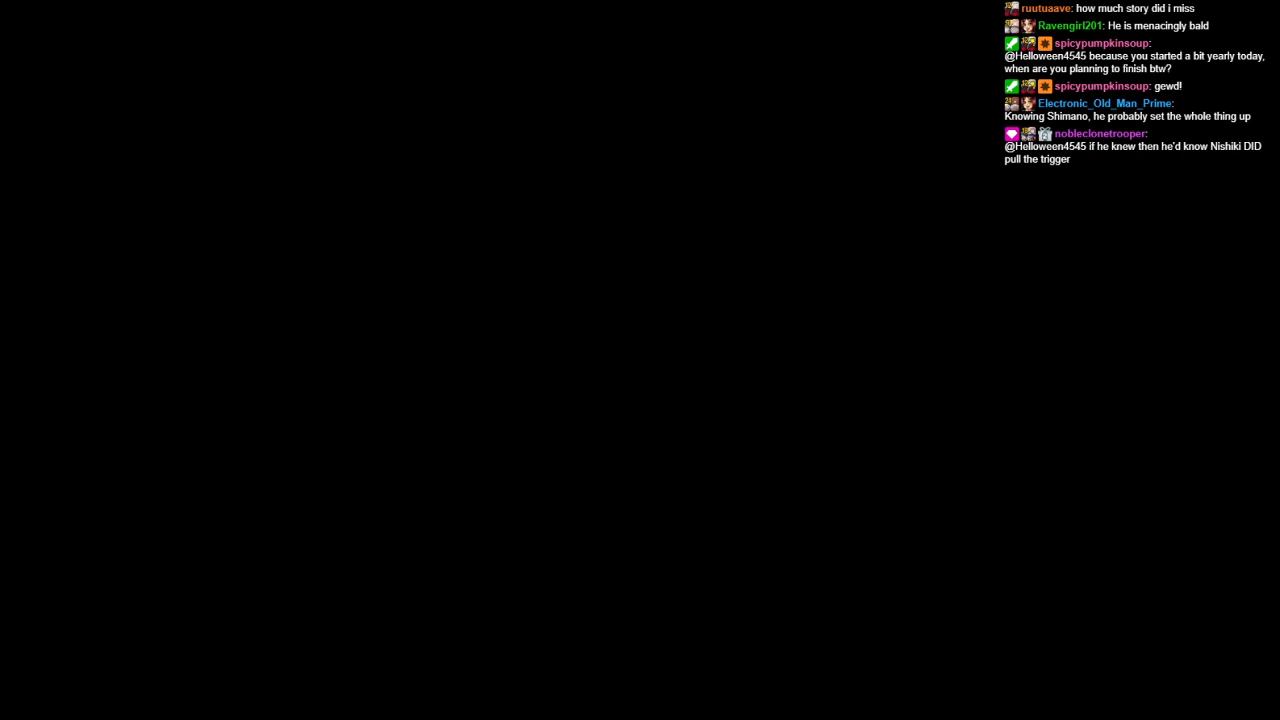 ruutuaave: how much story did i miss
Ravengirl201: He is menacingly bald
spicypumpkinsoup:
@Helloween4545 because you started a bit yearly today,
when are you planning to finish btw?
spicypumpkinsoup: gewd!
Electronic_Old_Man_Prime:
Knowing Shimano, he probably set the whole thing up
nobleclonetrooper:
@Helloween4545 if he knew then he'd know Nishiki DID
pull the trigger